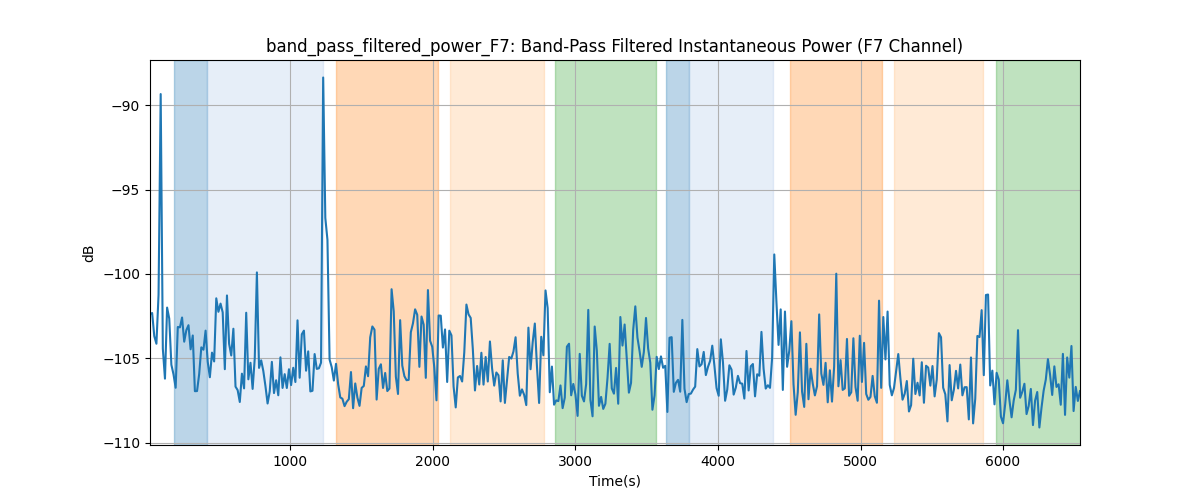 band_pass_filtered_power_F7: Band-Pass Filtered Instantaneous Power (F7 Channel)
−90
−95
−100
−105
−110
dB
1000 2000 3000 4000 5000 6000
Time(s)